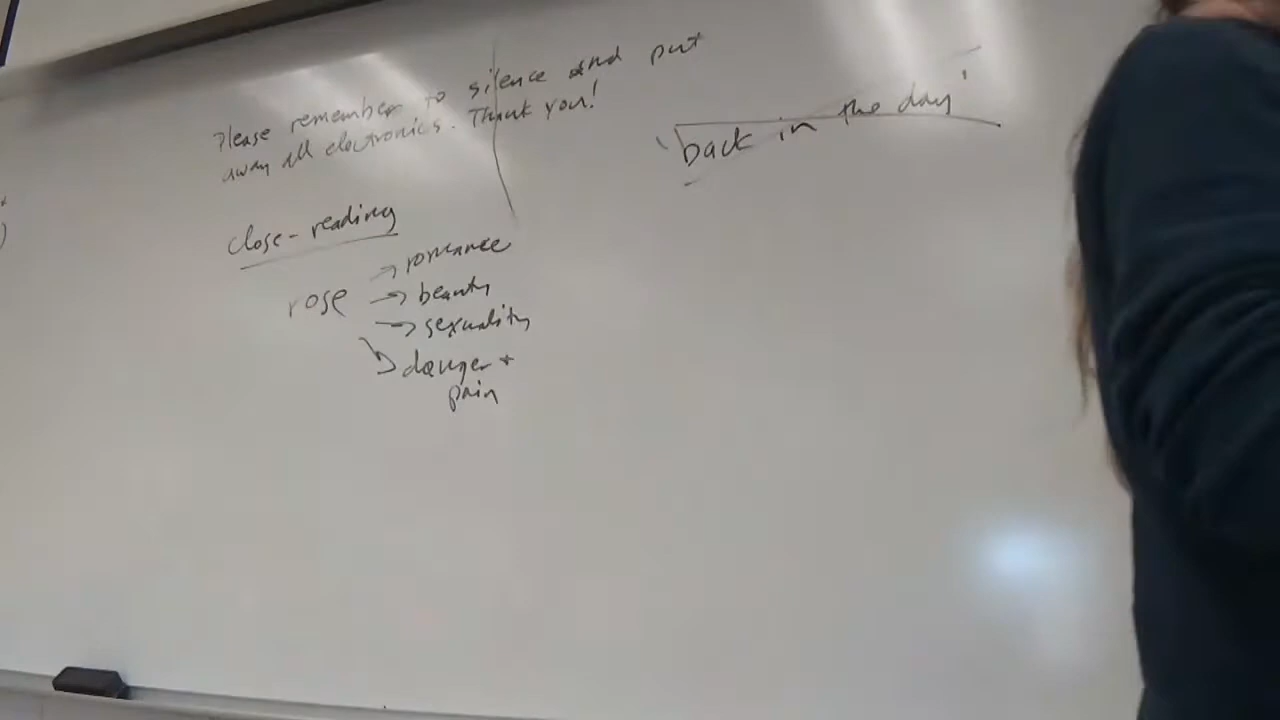 Please remember to silence and put
away all electronics. Thank you!
close-reading
rose → romance
→ beauty
→ sexuality
↘ danger +
pain
"back in the day"